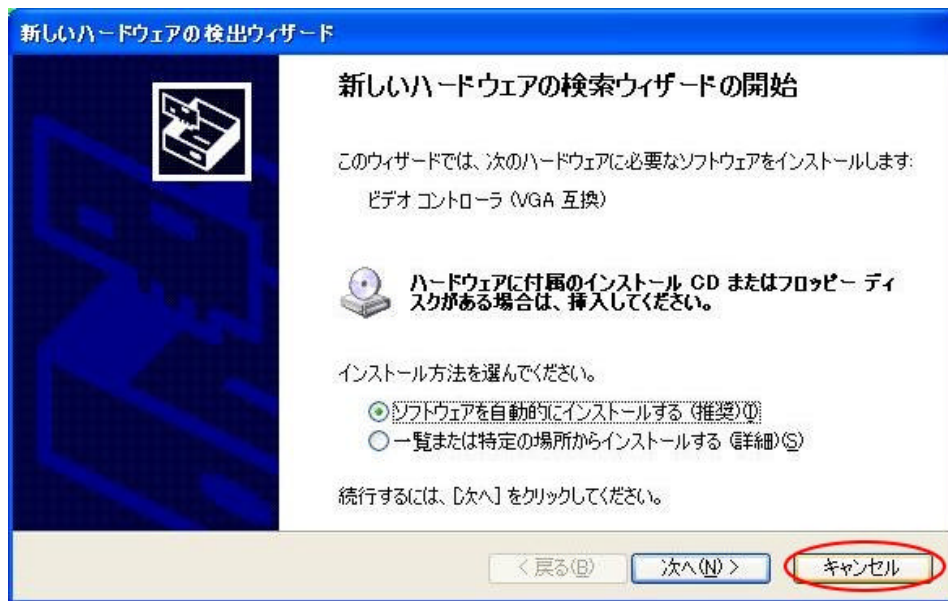 新しいハードウェアの検出ウィザード
新しいハードウェアの検索ウィザードの開始
このウィザードでは、次のハードウェアに必要なソフトウェアをインストールします:
ビデオ コントローラ (VGA 互換)
ハードウェアに付属のインストール CD またはフロッピー ディ
スクがある場合は、挿入してください。
インストール方法を選んでください。
ソフトウェアを自動的にインストールする (推奨)(I)
一覧または特定の場所からインストールする (詳細)(S)
続行するには、[次へ] をクリックしてください。
< 戻る(B)
次へ(N) >
キャンセル